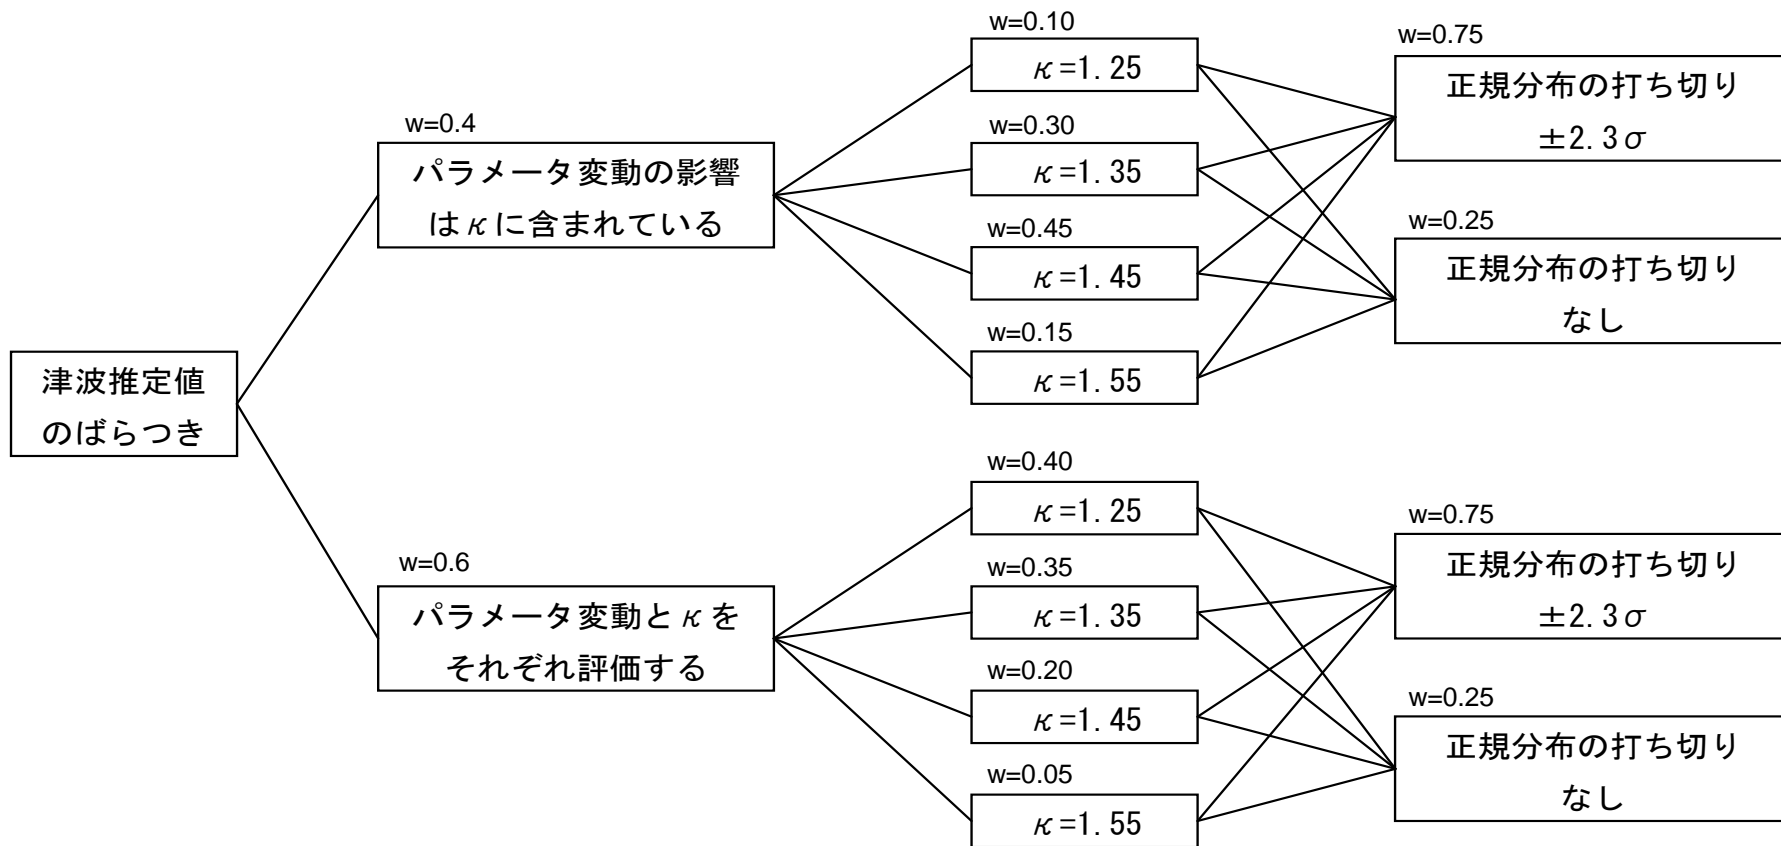 津波推定値
のばらつき
w=0.4
パラメータ変動の影響
はκに含まれている
w=0.10
κ=1.25
w=0.30
κ=1.35
w=0.45
κ=1.45
w=0.15
κ=1.55
w=0.75
正規分布の打ち切り
±2.3σ
w=0.25
正規分布の打ち切り
なし
w=0.6
パラメータ変動とκを
それぞれ評価する
w=0.40
κ=1.25
w=0.35
κ=1.35
w=0.20
κ=1.45
w=0.05
κ=1.55
w=0.75
正規分布の打ち切り
±2.3σ
w=0.25
正規分布の打ち切り
なし